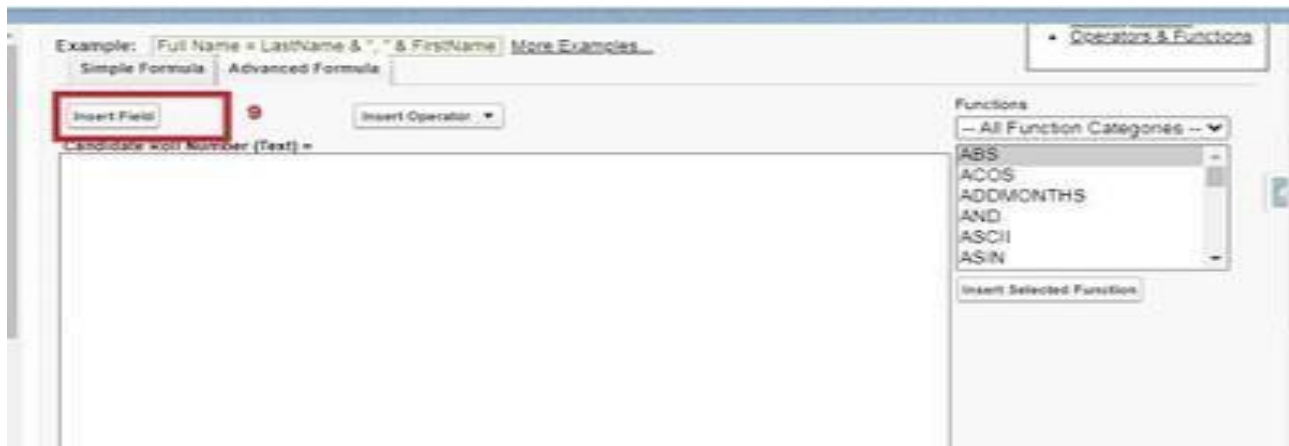 Operators & Functions
Example: Full Name = LastName & ", " & FirstName More Examples...
Simple Formula Advanced Formula
Insert Field 9 Insert Operator
Candidate Roll Number (Text) =
Functions
-- All Function Categories --
ABS
ACOS
ADDMONTHS
AND
ASCII
ASIN
Insert Selected Function